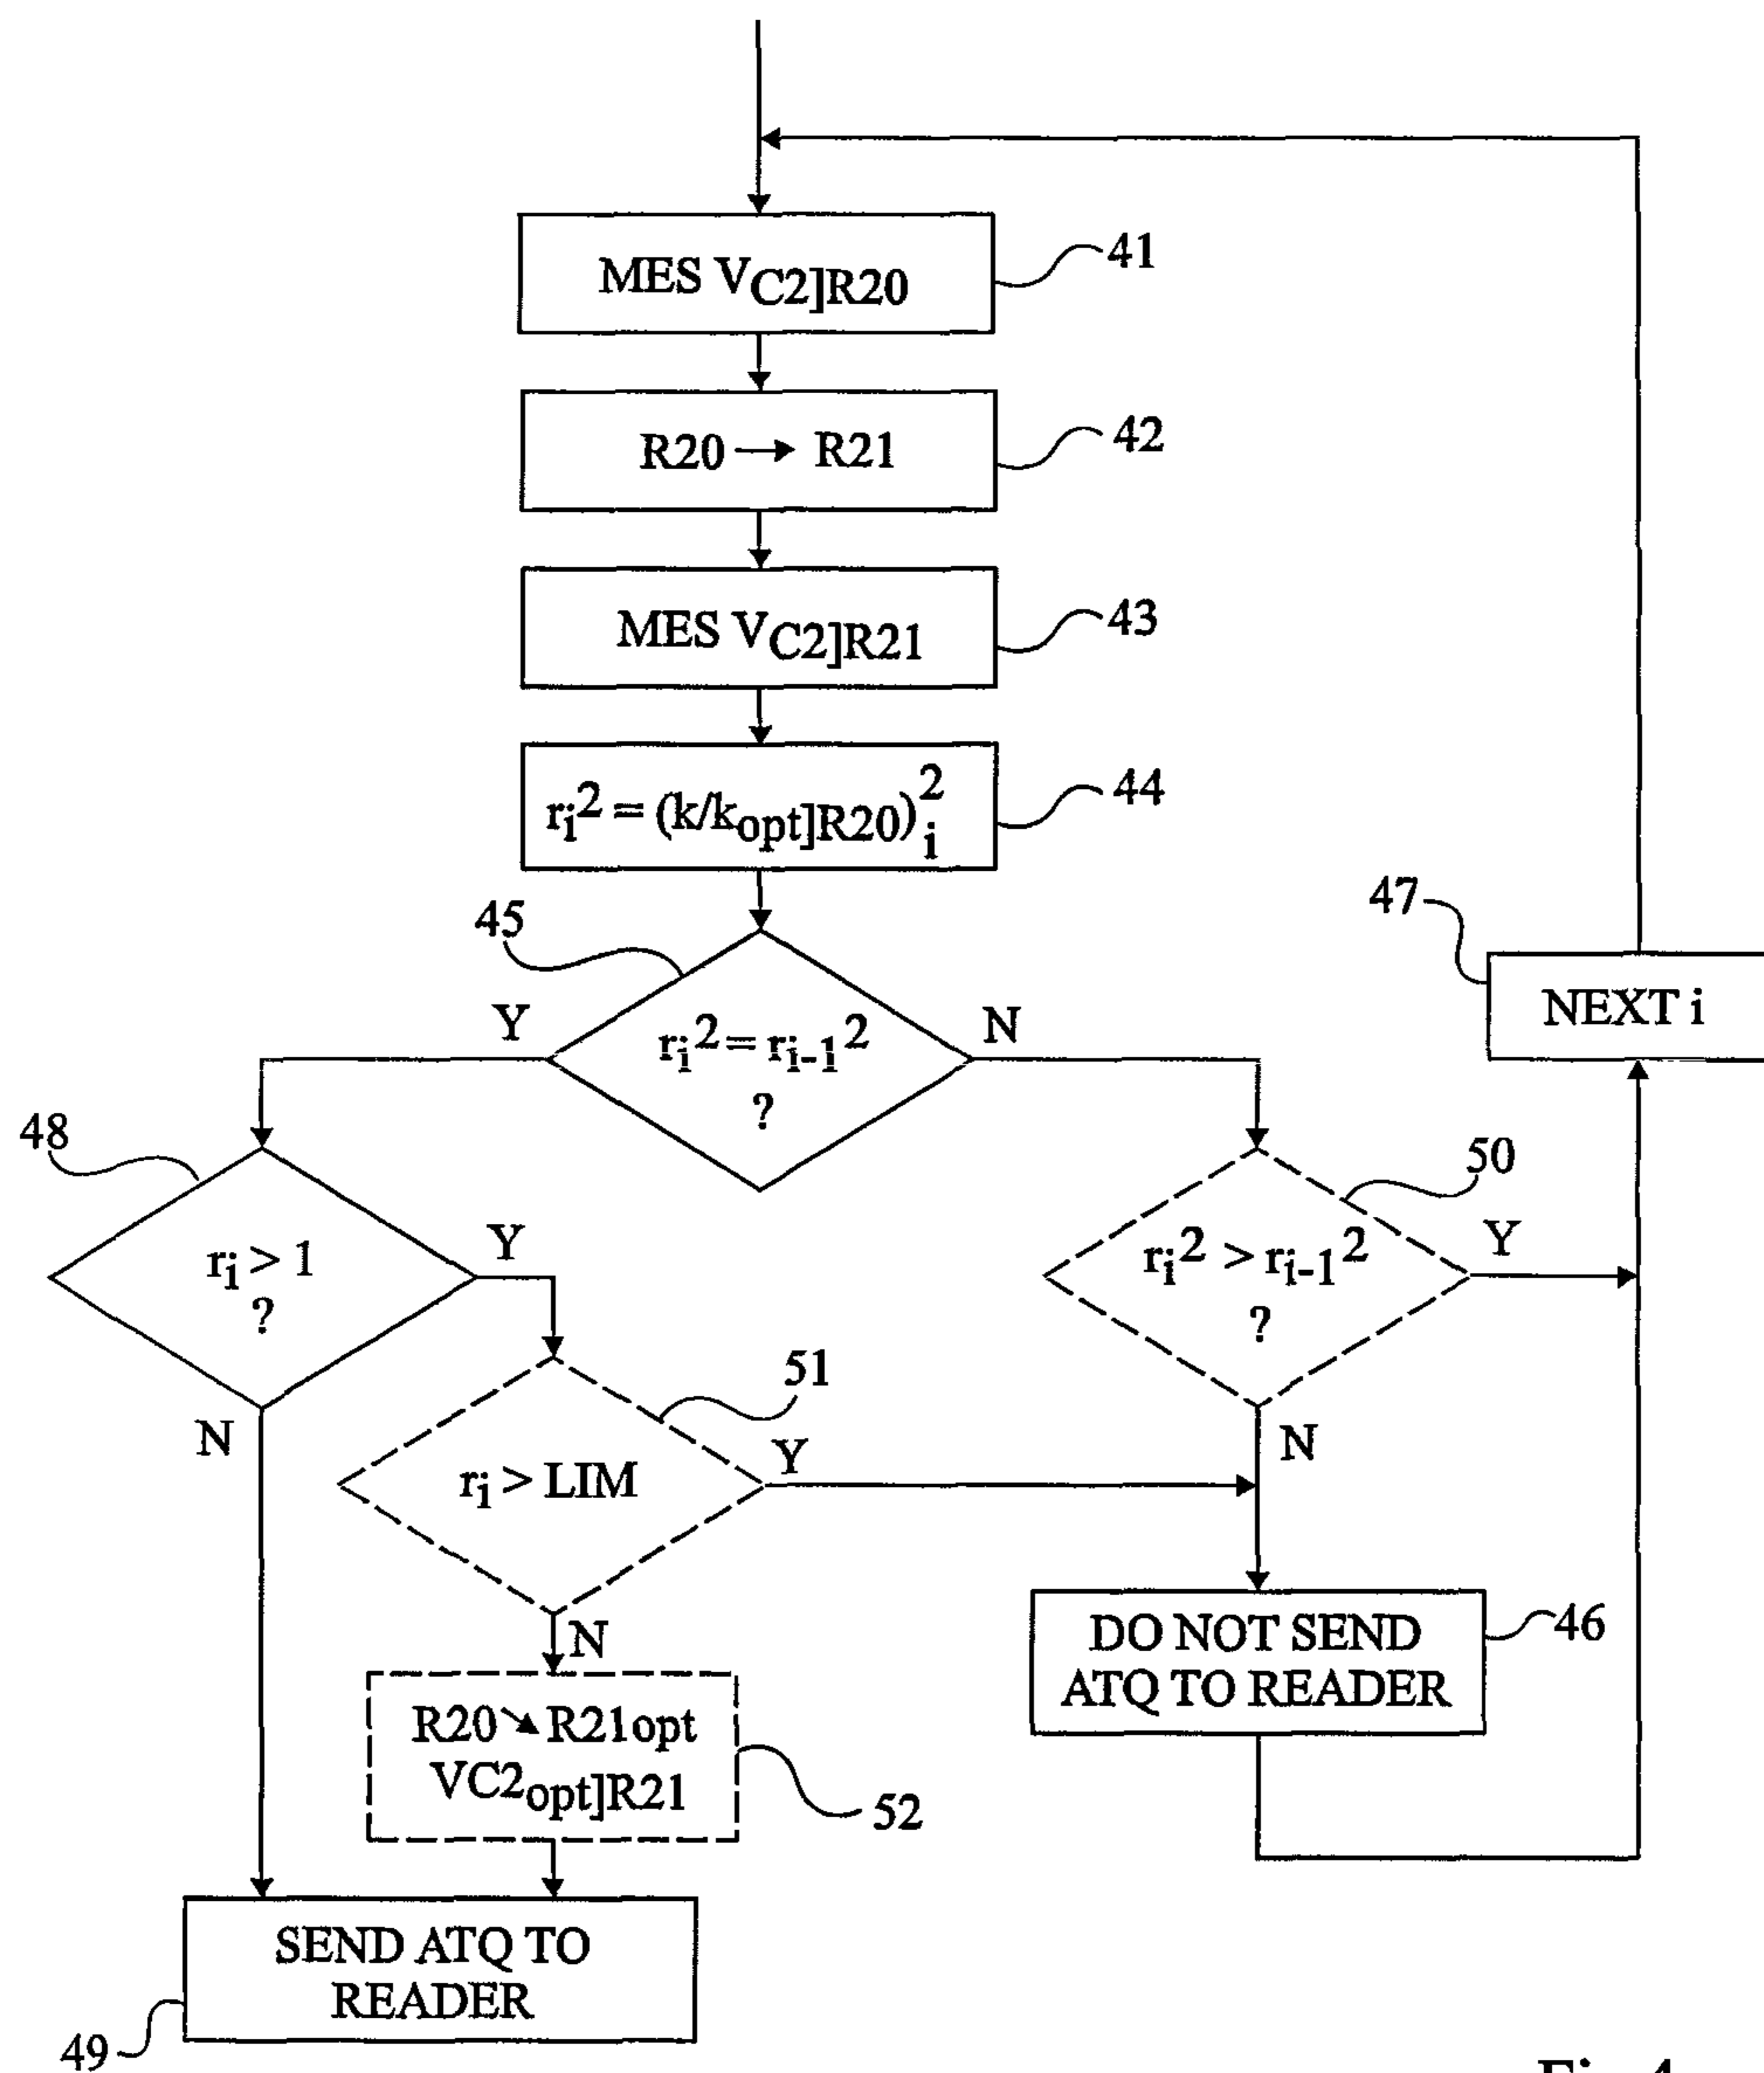 MES VC2]R20
41
R20 → R21
42
MES VC2]R21
43
ri² = (k/kopt]R20)i²
44
45
Y
ri² = ri-1²
?
N
47
NEXT i
48
ri > 1
?
Y
N
50
ri² > ri-1²
?
Y
N
51
ri > LIM
Y
N
DO NOT SEND
ATQ TO READER
46
R20 ↘ R21opt
VC2opt]R21
52
SEND ATQ TO
READER
49